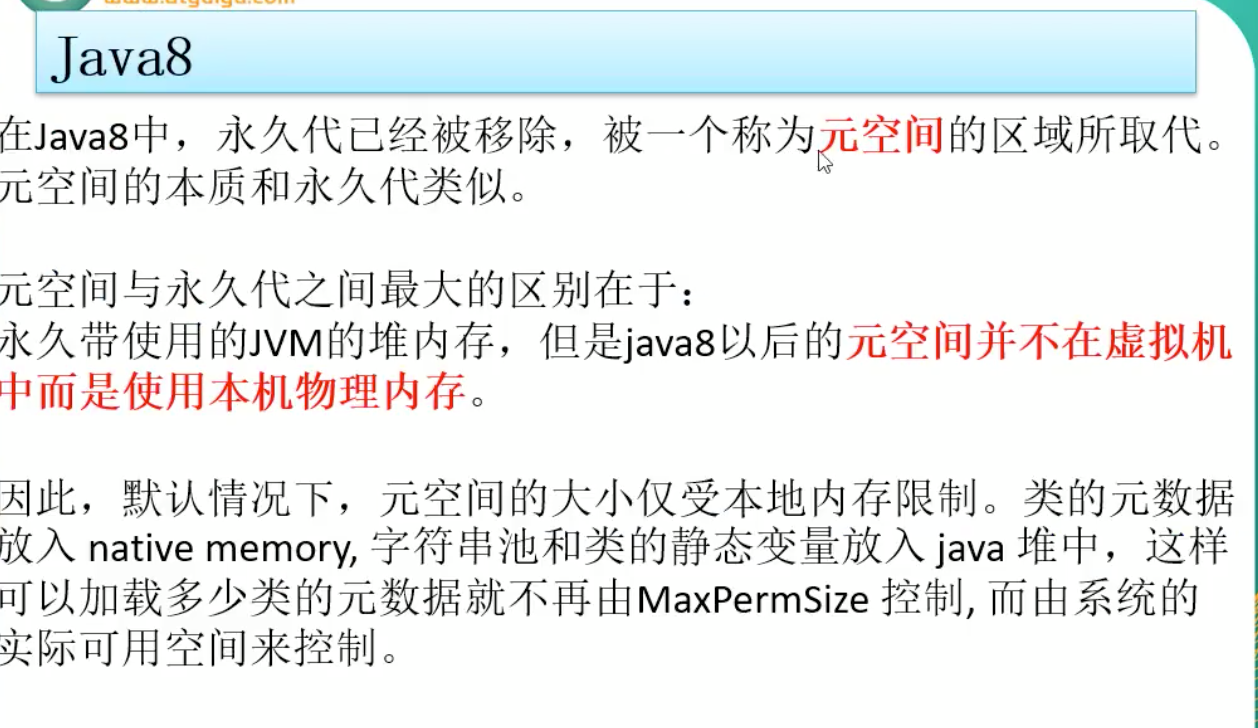 www.atguigu.com
Java8
在Java8中，永久代已经被移除，被一个称为元空间的区域所取代。
元空间的本质和永久代类似。
元空间与永久代之间最大的区别在于：
永久带使用的JVM的堆内存，但是java8以后的元空间并不在虚拟机
中而是使用本机物理内存。
因此，默认情况下，元空间的大小仅受本地内存限制。类的元数据
放入 native memory, 字符串池和类的静态变量放入 java 堆中，这样
可以加载多少类的元数据就不再由MaxPermSize 控制, 而由系统的
实际可用空间来控制。